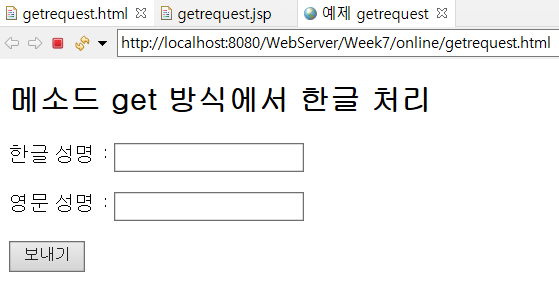 getrequest.html getrequest.jsp 예제 getrequest
http://localhost:8080/WebServer/Week7/online/getrequest.html
메소드 get 방식에서 한글 처리
한글 성명 :
영문 성명 :
보내기